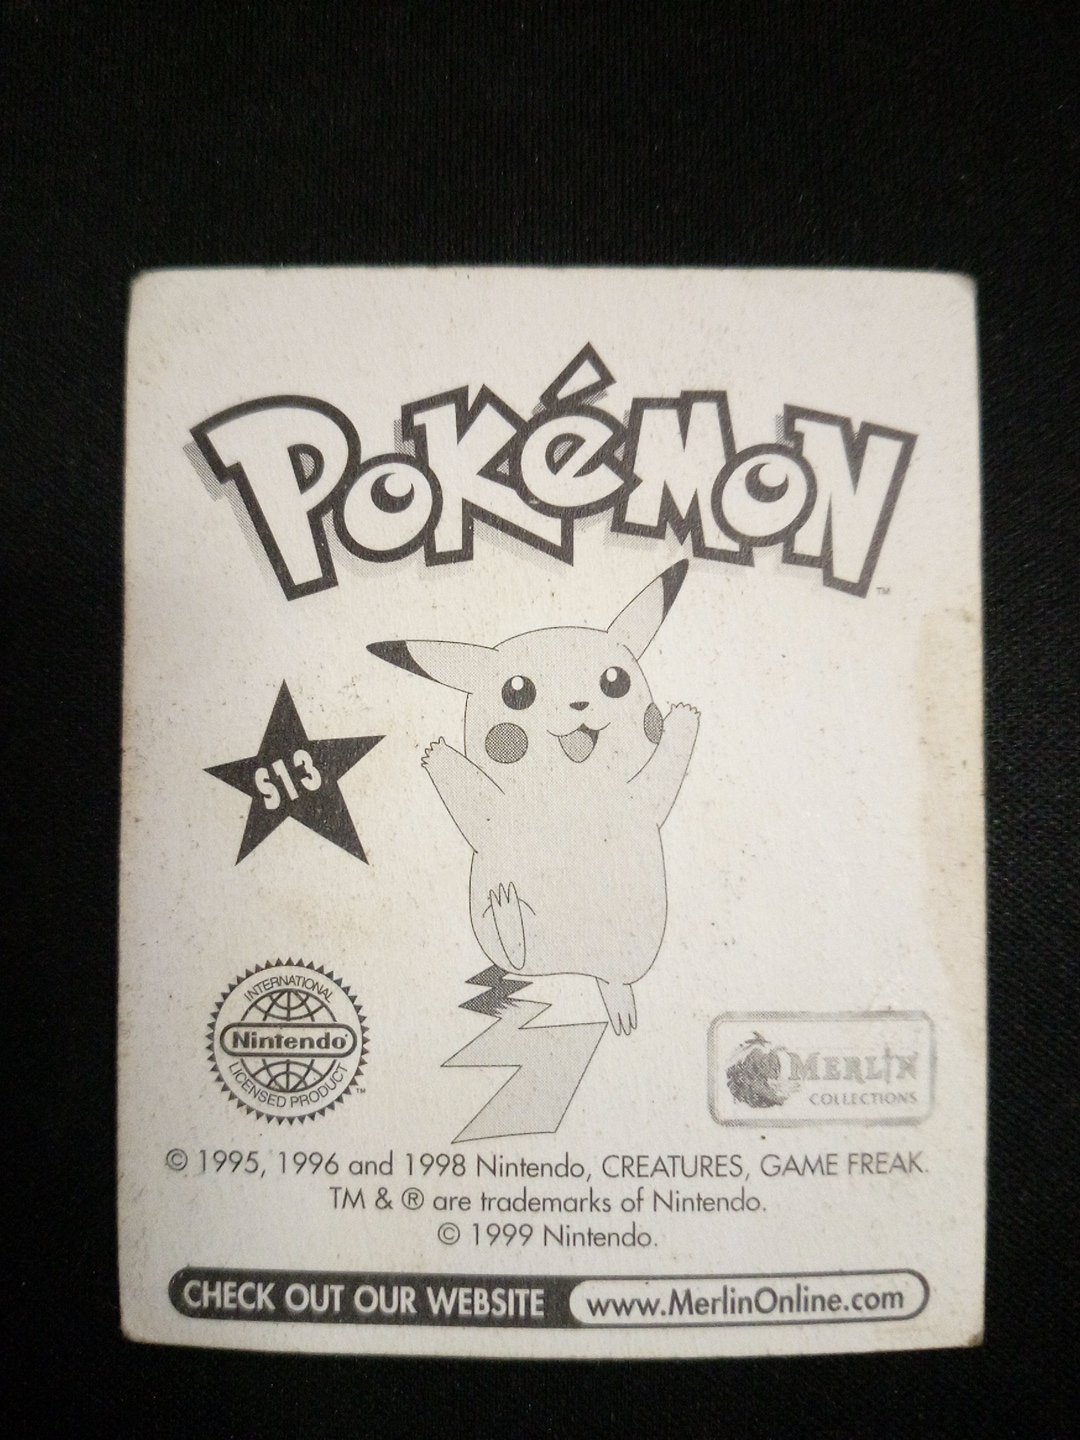 POKéMON
TM
S13
INTERNATIONAL
Nintendo®
LICENSED PRODUCT
TM
MERLIN
COLLECTIONS
© 1995, 1996 and 1998 Nintendo, CREATURES, GAME FREAK.
TM & ® are trademarks of Nintendo.
© 1999 Nintendo.
CHECK OUT OUR WEBSITE www.MerlinOnline.com